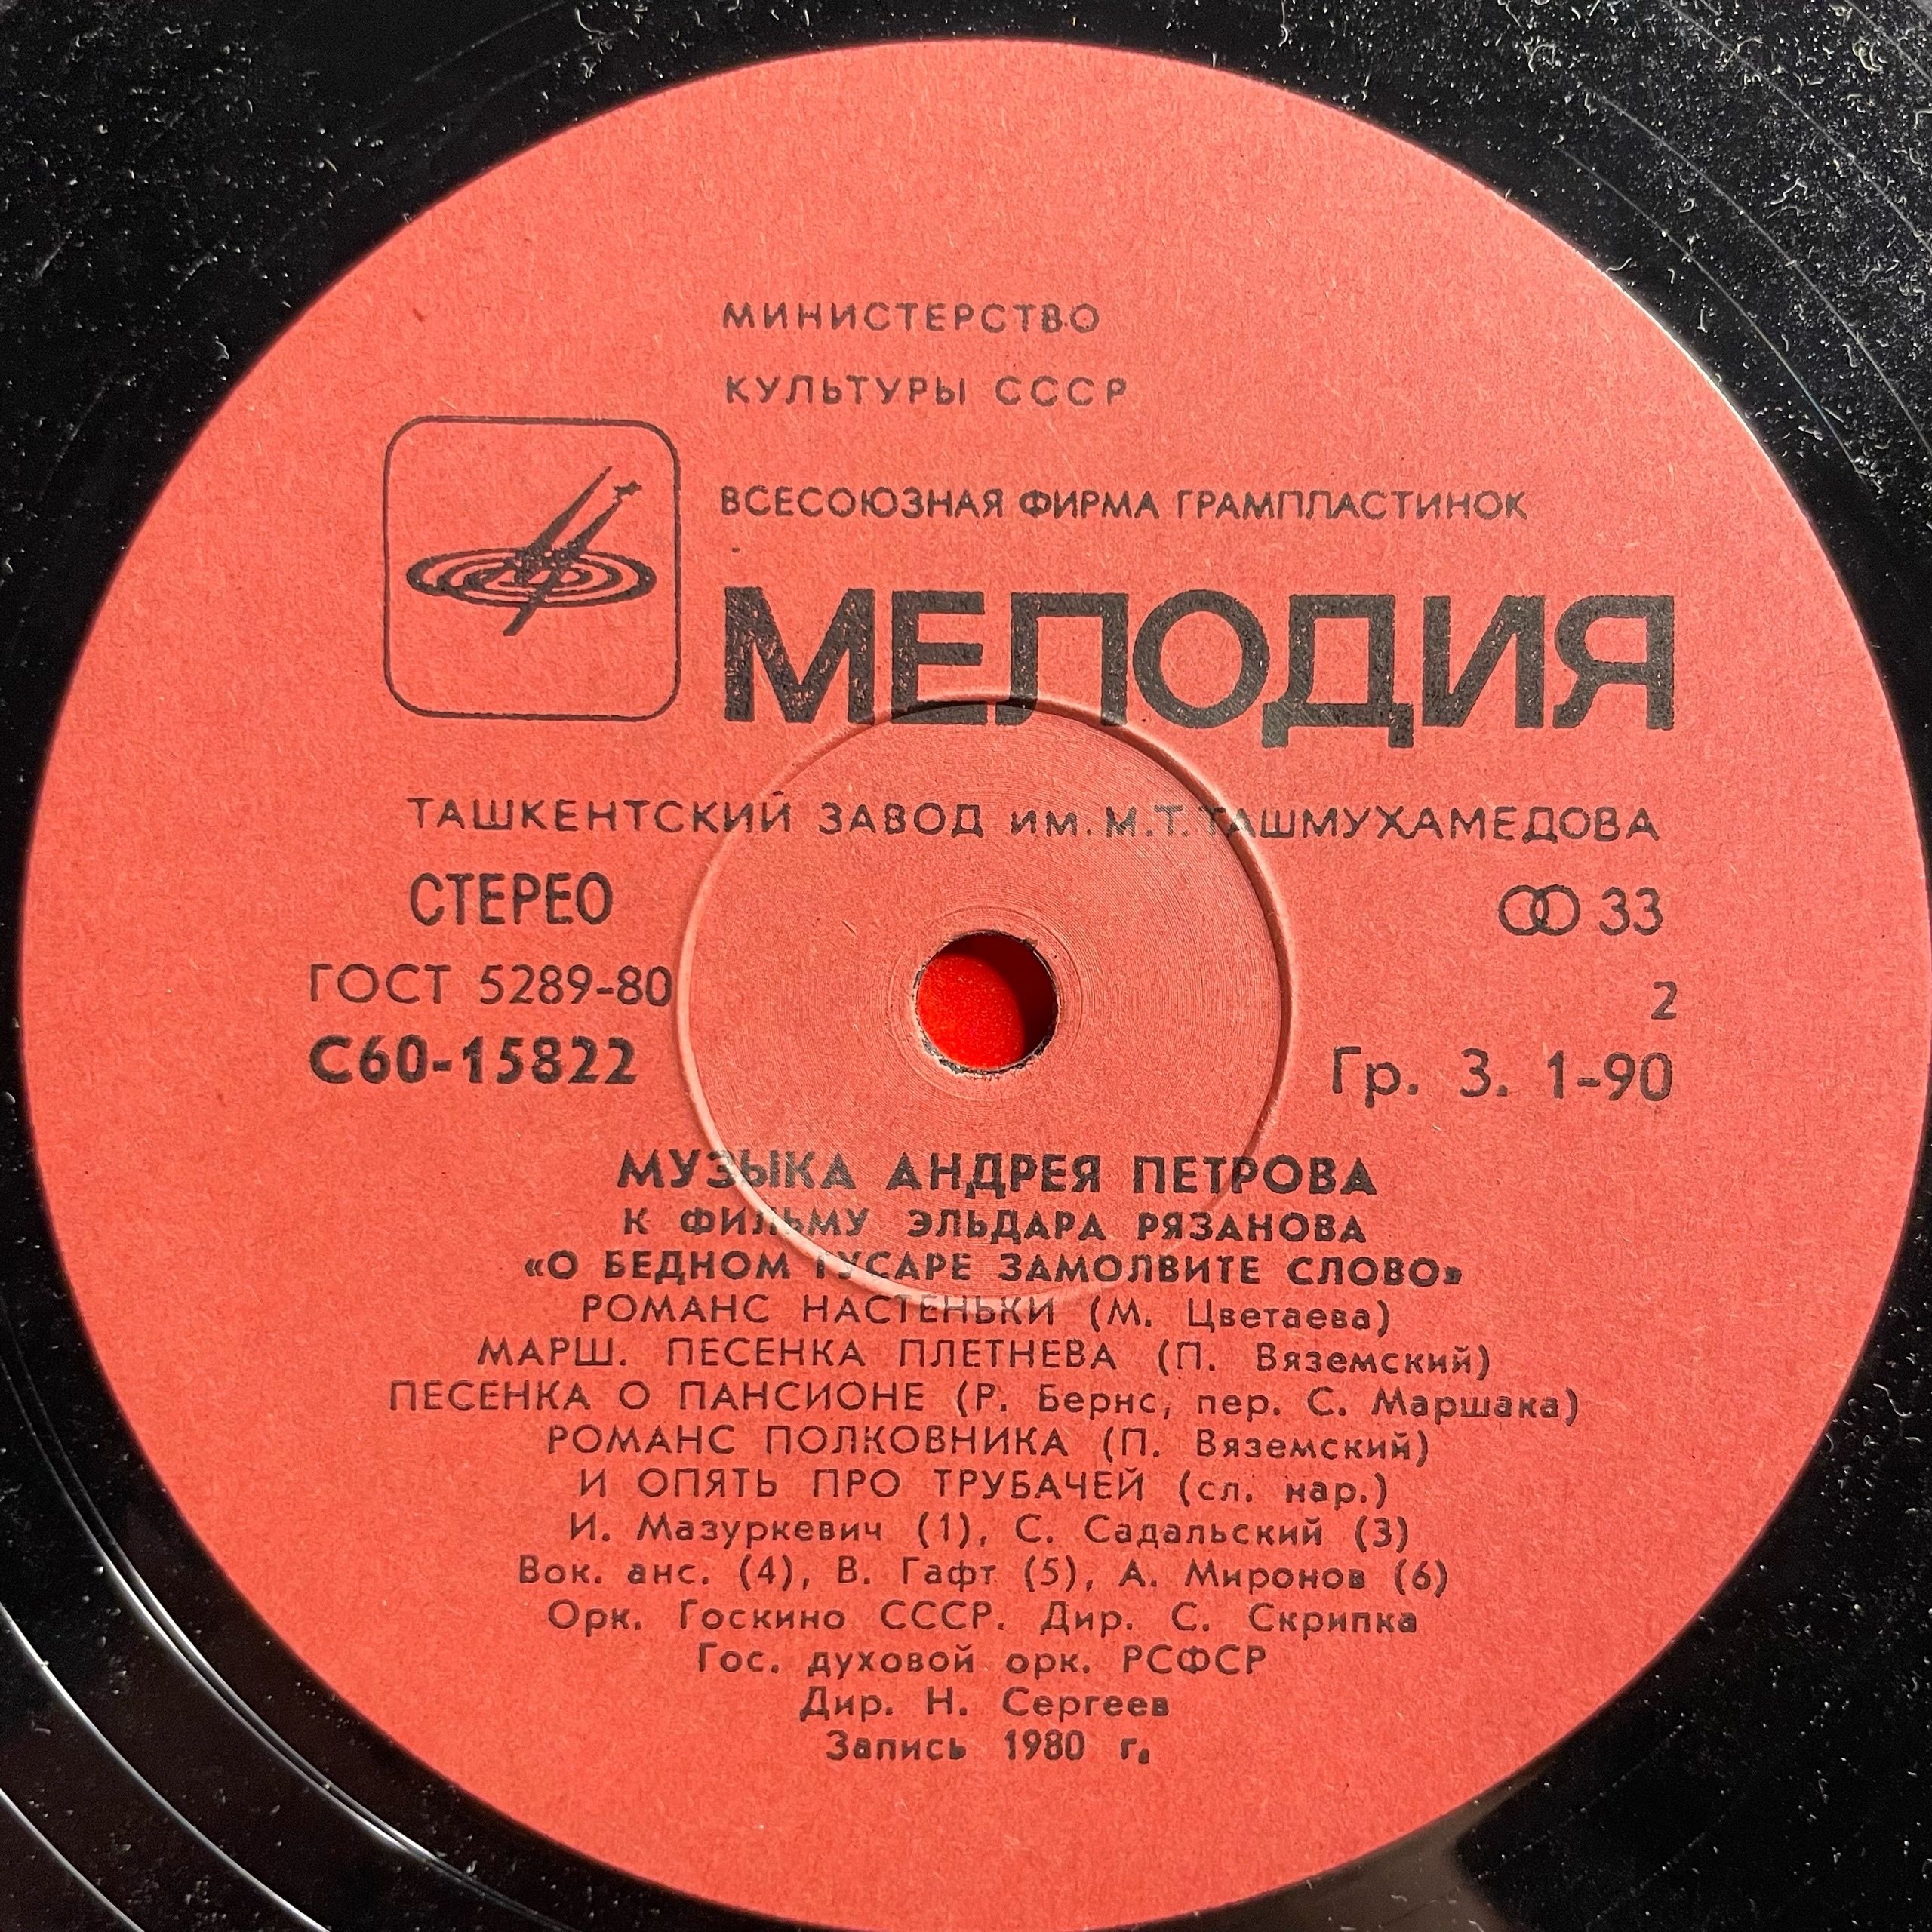 МИНИСТЕРСТВО
КУЛЬТУРЫ СССР
ВСЕСОЮЗНАЯ ФИРМА ГРАМПЛАСТИНОК
МЕЛОДИЯ
ТАШКЕНТСКИЙ ЗАВОД им. М.Т. ТАШМУХАМЕДОВА
СТЕРЕО 33
ГОСТ 5289-80 2
С60-15822 Гр. 3. 1-90
МУЗЫКА АНДРЕЯ ПЕТРОВА
К ФИЛЬМУ ЭЛЬДАРА РЯЗАНОВА
«О БЕДНОМ ГУСАРЕ ЗАМОЛВИТЕ СЛОВО»
РОМАНС НАСТЕНЬКИ (М. Цветаева)
МАРШ. ПЕСЕНКА ПЛЕТНЕВА (П. Вяземский)
ПЕСЕНКА О ПАНСИОНЕ (Р. Бернс, пер. С. Маршака)
РОМАНС ПОЛКОВНИКА (П. Вяземский)
И ОПЯТЬ ПРО ТРУБАЧЕЙ (сл. нар.)
И. Мазуркевич (1), С. Садальский (3)
Вок. анс. (4), В. Гафт (5), А. Миронов (6)
Орк. Госкино СССР. Дир. С. Скрипка
Гос. духовой орк. РСФСР
Дир. Н. Сергеев
Запись 1980 г.